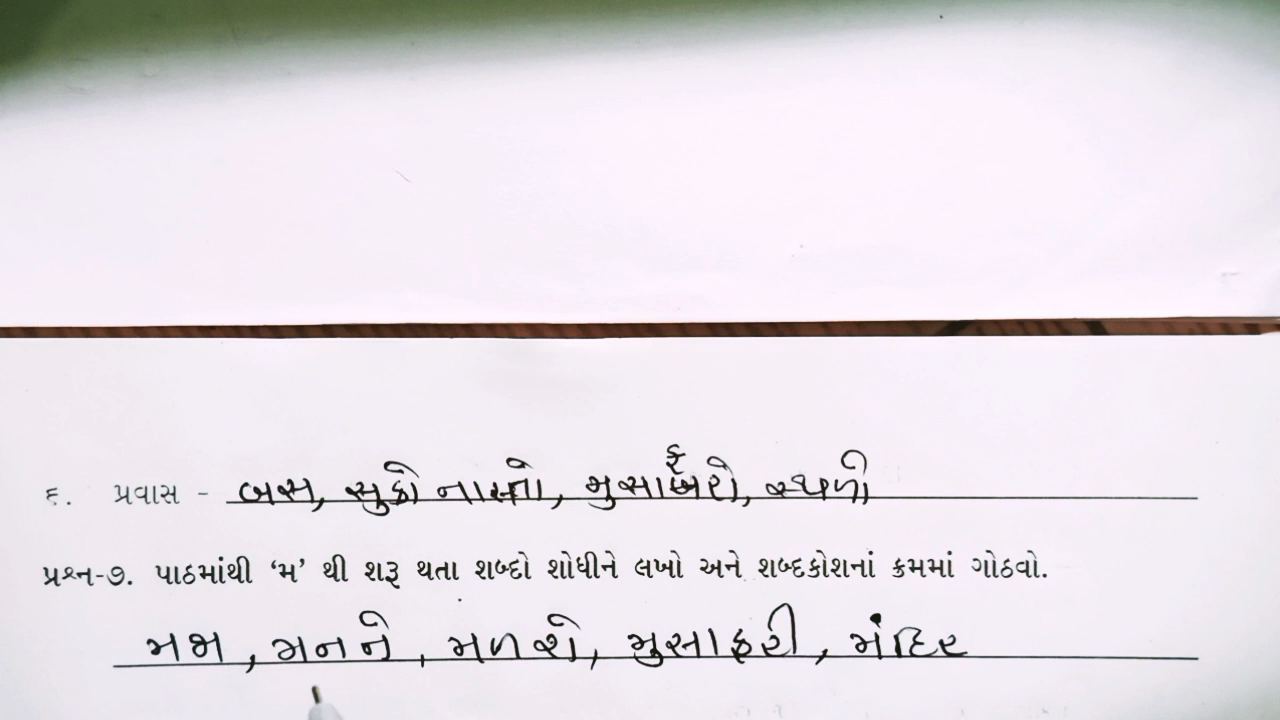 ૬. પ્રવાસ - બસ, સુકો નાસ્તો, મુસાફરો, સ્થળો
પ્રશ્ન-૭. પાઠમાંથી ‘મ’ થી શરૂ થતા શબ્દો શોધીને લખો અને શબ્દકોશનાં ક્રમમાં ગોઠવો.
મજા, મનને, મળશે, મુસાફરી, મંદિર